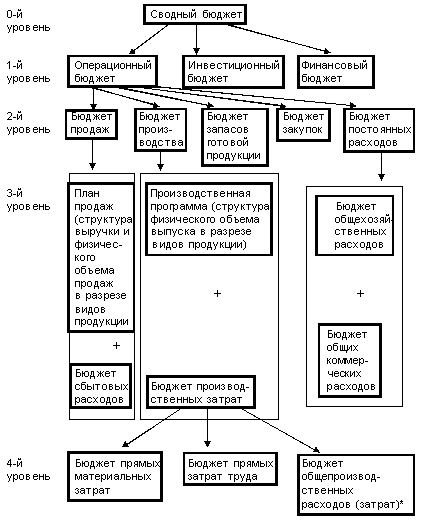 0-й
уровень
Сводный бюджет
1-й
уровень
Операционный
бюджет
Инвестиционный
бюджет
Финансовый
бюджет
2-й
уровень
Бюджет
продаж
Бюджет
произ-
водства
Бюджет
запасов
готовой
продукции
Бюджет
закупок
Бюджет
постоянных
расходов
3-й
уровень
План
продаж
(структура
выручки и
физичес-
кого
объема
продаж
в разрезе
видов
продукции
+
Бюджет
сбытовых
расходов
Производственная
программа (структура
физического объема
выпуска в разрезе
видов продукции)
+
Бюджет производ-
ственных затрат
Бюджет
общехозяй-
ственных
расходов
+
Бюджет
общих
коммер-
ческих
расходов
4-й
уровень
Бюджет прямых
материальных
затрат
Бюджет прямых
затрат труда
Бюджет
общепроизвод-
ственных
расходов (затрат)*